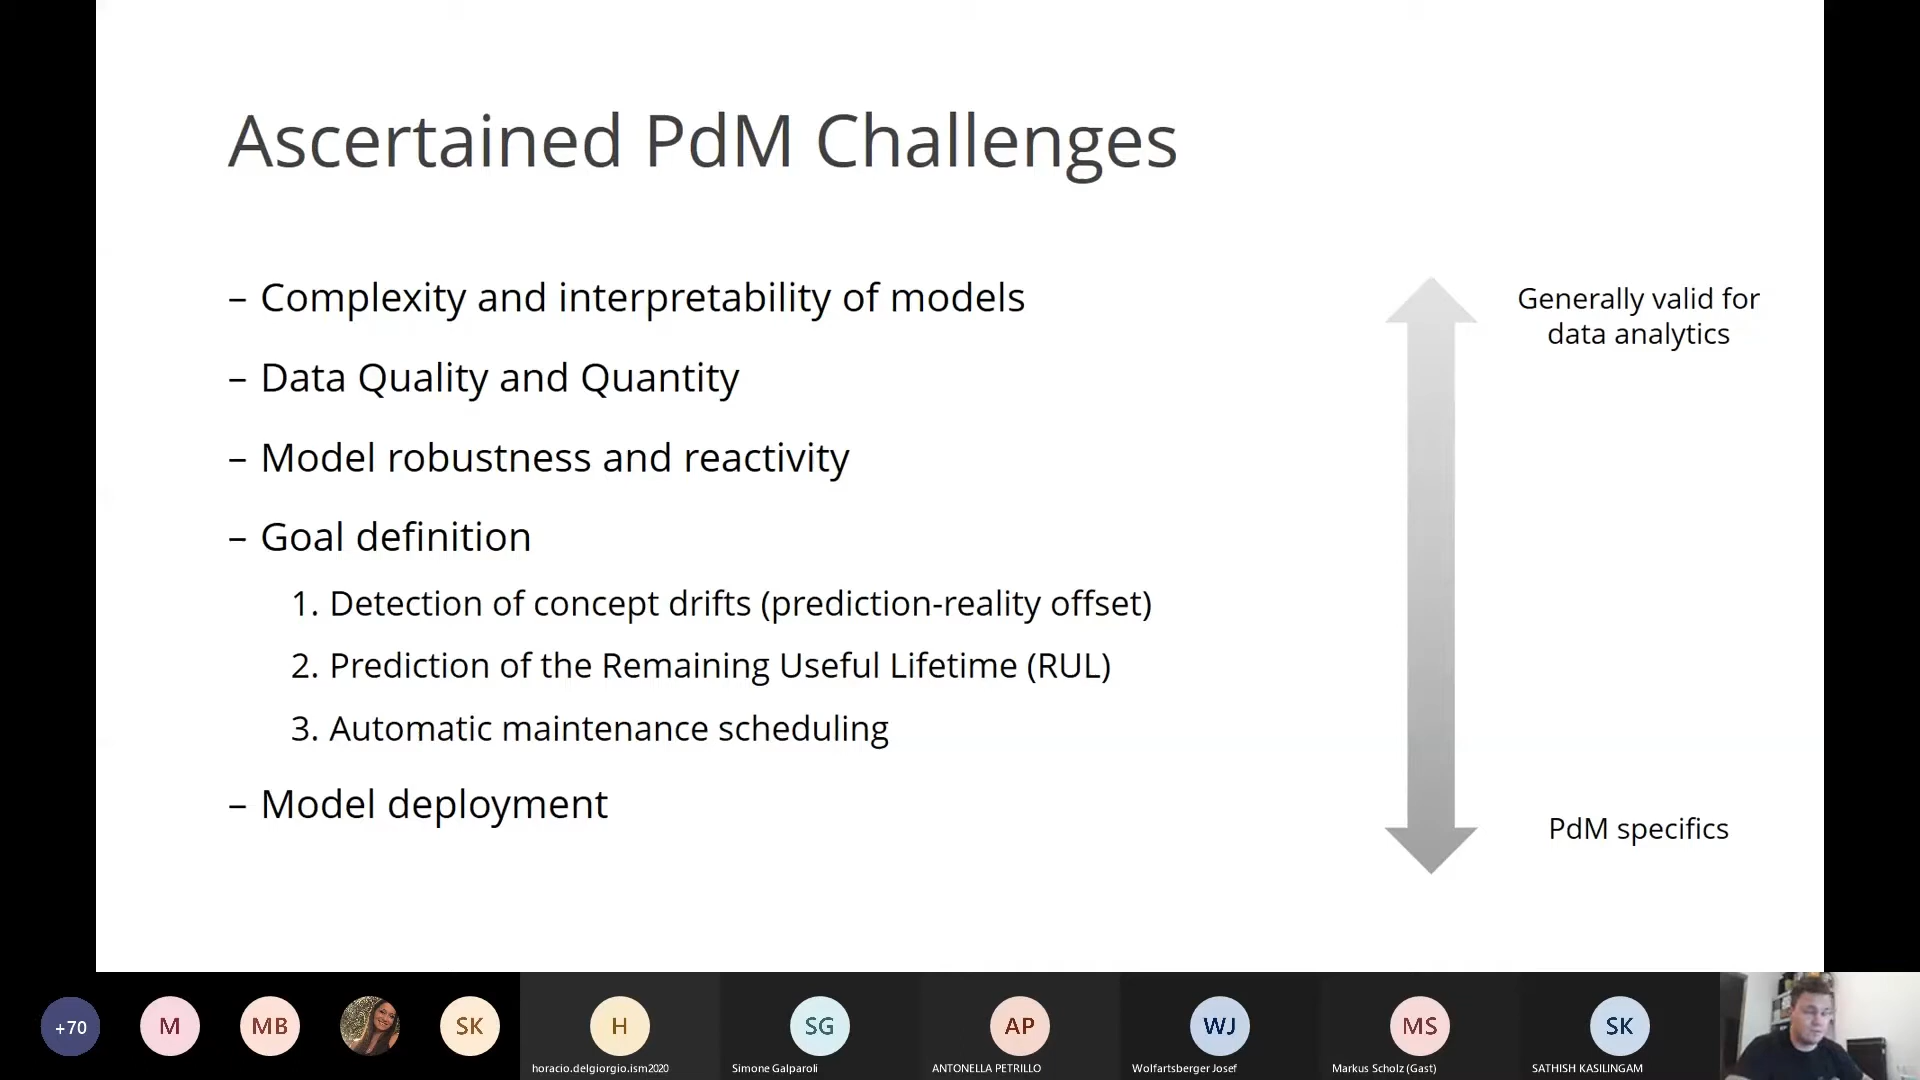 Ascertained PdM Challenges
– Complexity and interpretability of models
– Data Quality and Quantity
– Model robustness and reactivity
– Goal definition
1. Detection of concept drifts (prediction-reality offset)
2. Prediction of the Remaining Useful Lifetime (RUL)
3. Automatic maintenance scheduling
– Model deployment
Generally valid for
data analytics
PdM specifics
+70
M
MB
SK
H
SG
AP
WJ
MS
SK
horacio.delgiorgio.ism2020
Simone Galparoli
ANTONELLA PETRILLO
Wolfartsberger Josef
Markus Scholz (Gast)
SATHISH KASILINGAM